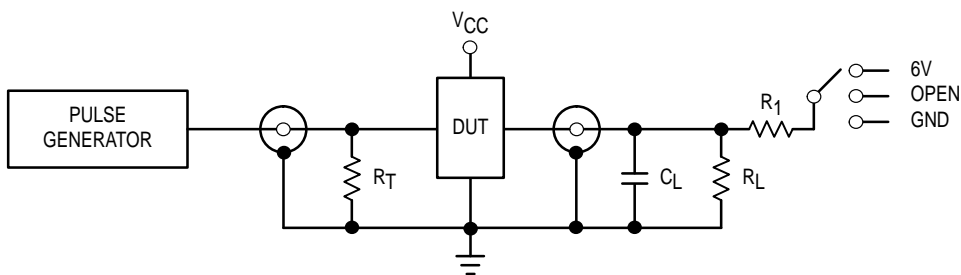 VCC
PULSE
GENERATOR
DUT
RT
CL
RL
R1
6V
OPEN
GND